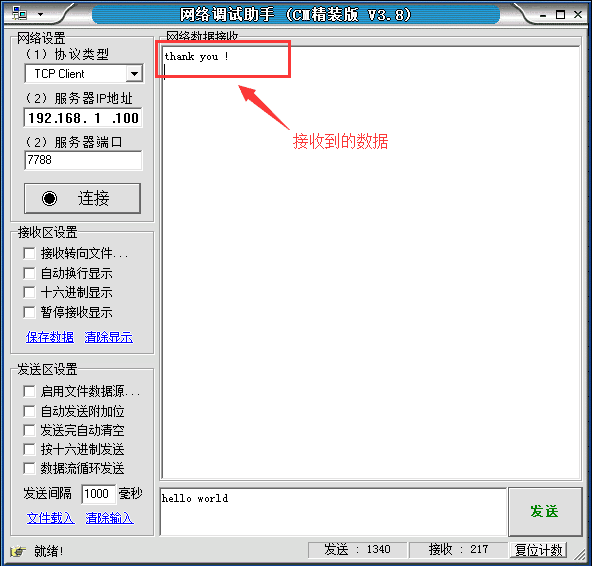 网络调试助手 (CM精装版 V3.8)
网络设置
(1) 协议类型
TCP Client
(2) 服务器IP地址
192.168. 1 .100
(2) 服务器端口
7788
连接
接收区设置
接收转向文件...
自动换行显示
十六进制显示
暂停接收显示
保存数据 清除显示
发送区设置
启用文件数据源...
自动发送附加位
发送完自动清空
按十六进制发送
数据流循环发送
发送间隔 1000 毫秒
文件载入 清除输入
网络数据接收
thank you !
接收到的数据
hello world
发送
就绪!
发送 : 1340
接收 : 217
复位计数